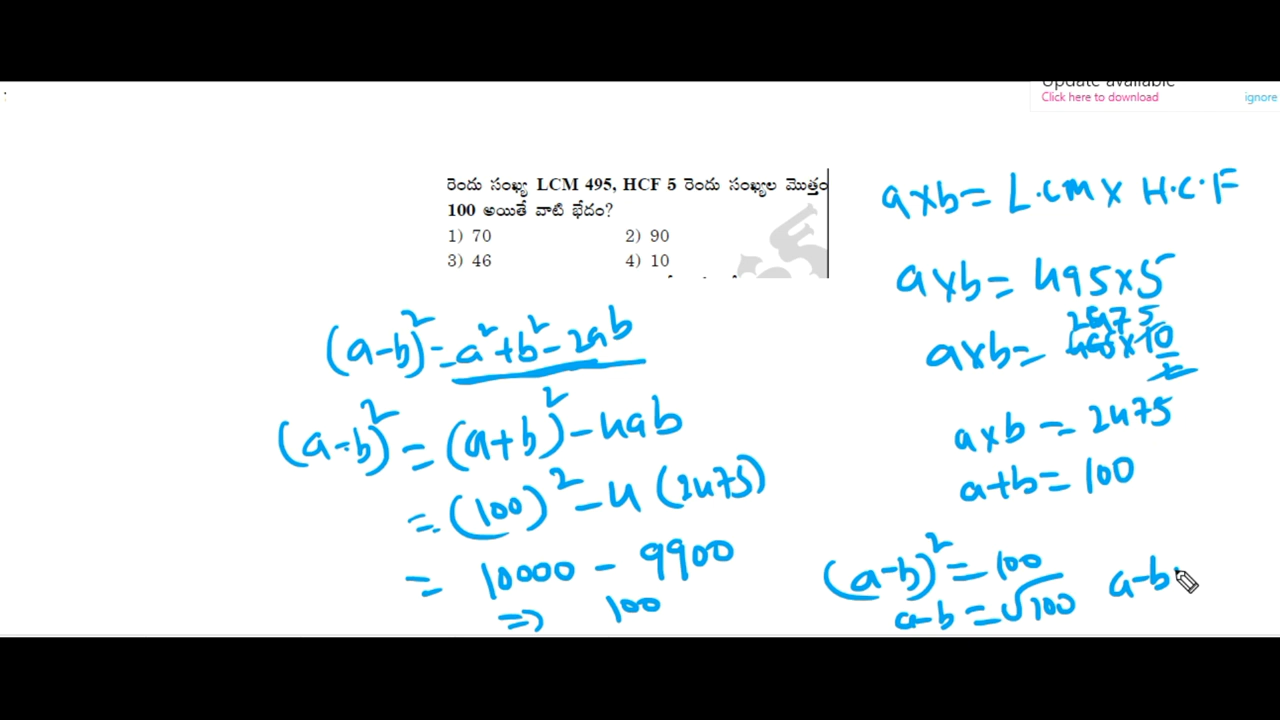 Update available
Click here to download ignore
రెండు సంఖ్య LCM 495, HCF 5 రెండు సంఖ్యల మొత్తం
100 అయితే వాటి భేదం?
1) 70 2) 90
3) 46 4) 10
(a-b)² = a²+b²-2ab
(a-b)² = (a+b)²-4ab
= (100)²-4(2475)
= 10000 - 9900
=> 100
a×b = L.CM × H.C.F
a×b = 495×5
a×b =
a×b = 2475
a+b = 100
(a-b)² = 100
a-b = √100 a-b